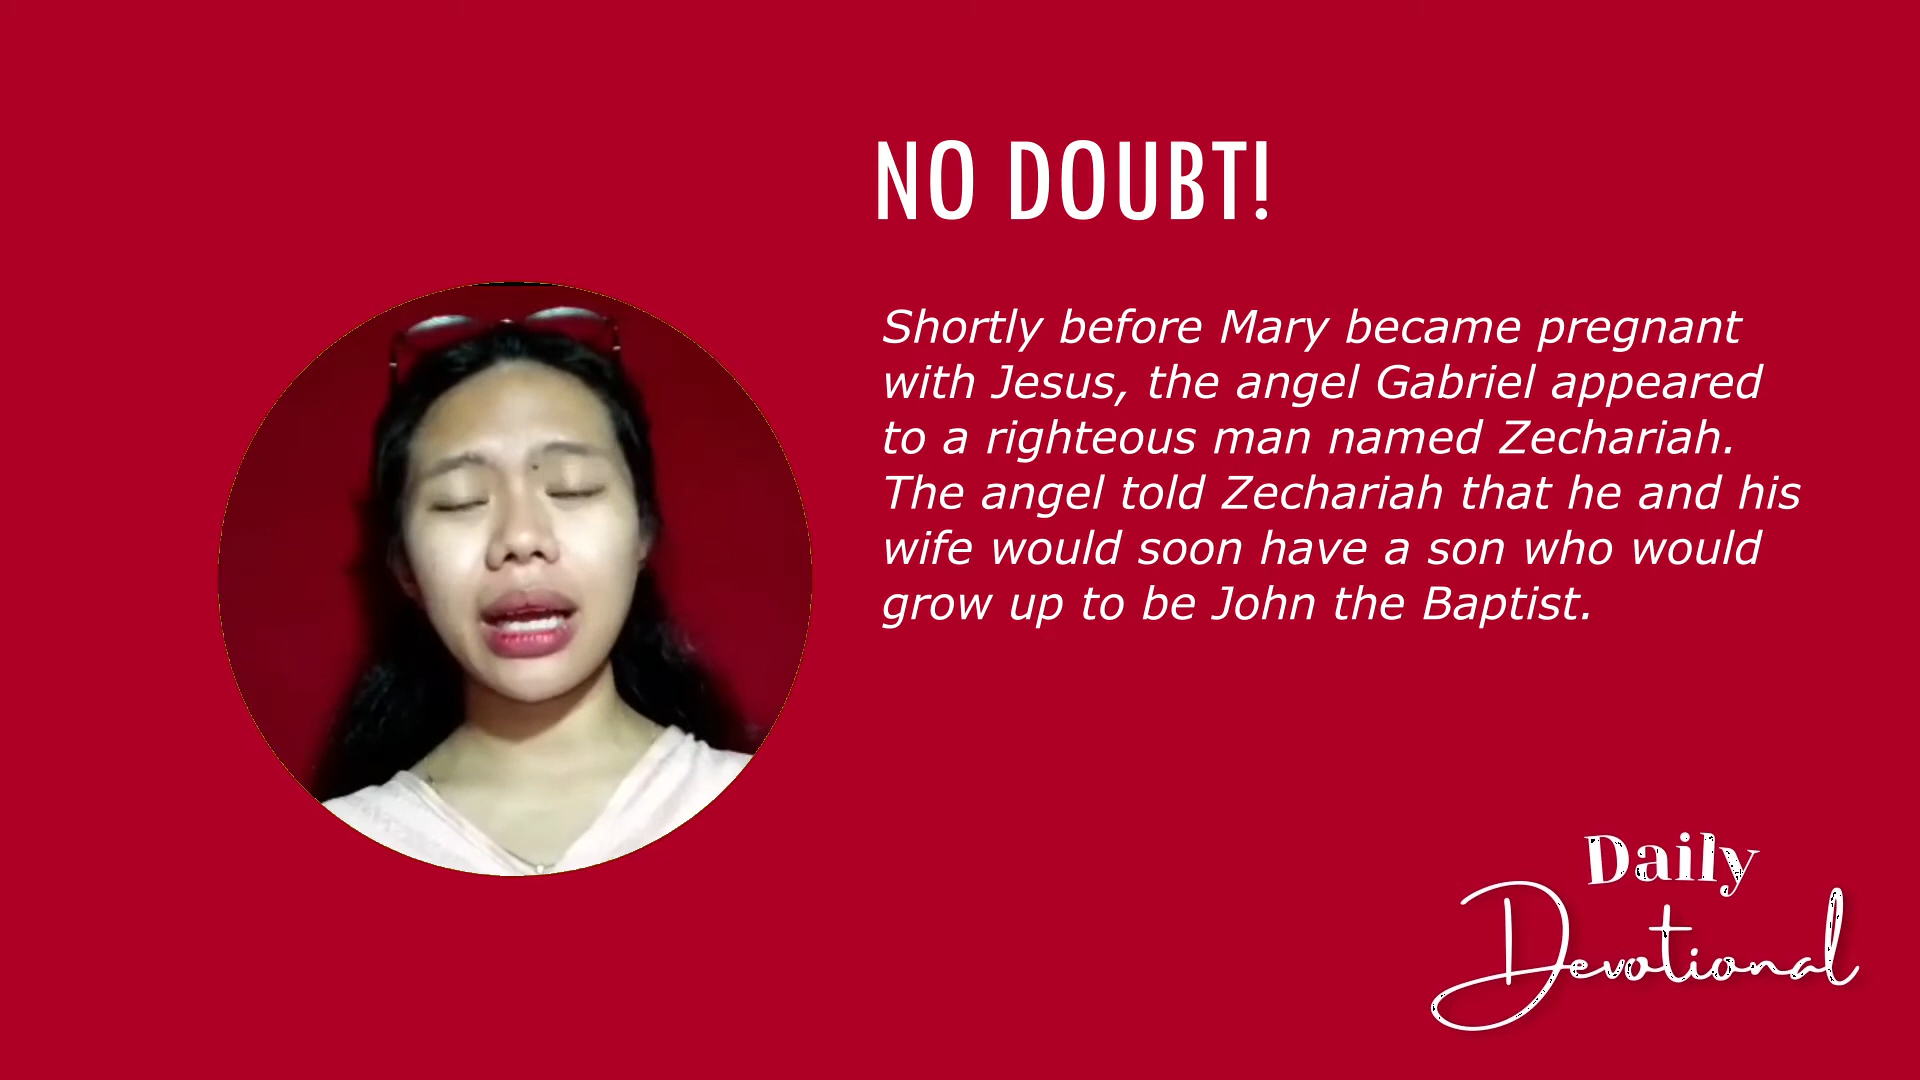 NO DOUBT!
Shortly before Mary became pregnant
with Jesus, the angel Gabriel appeared
to a righteous man named Zechariah.
The angel told Zechariah that he and his
wife would soon have a son who would
grow up to be John the Baptist.
Daily
Devotional